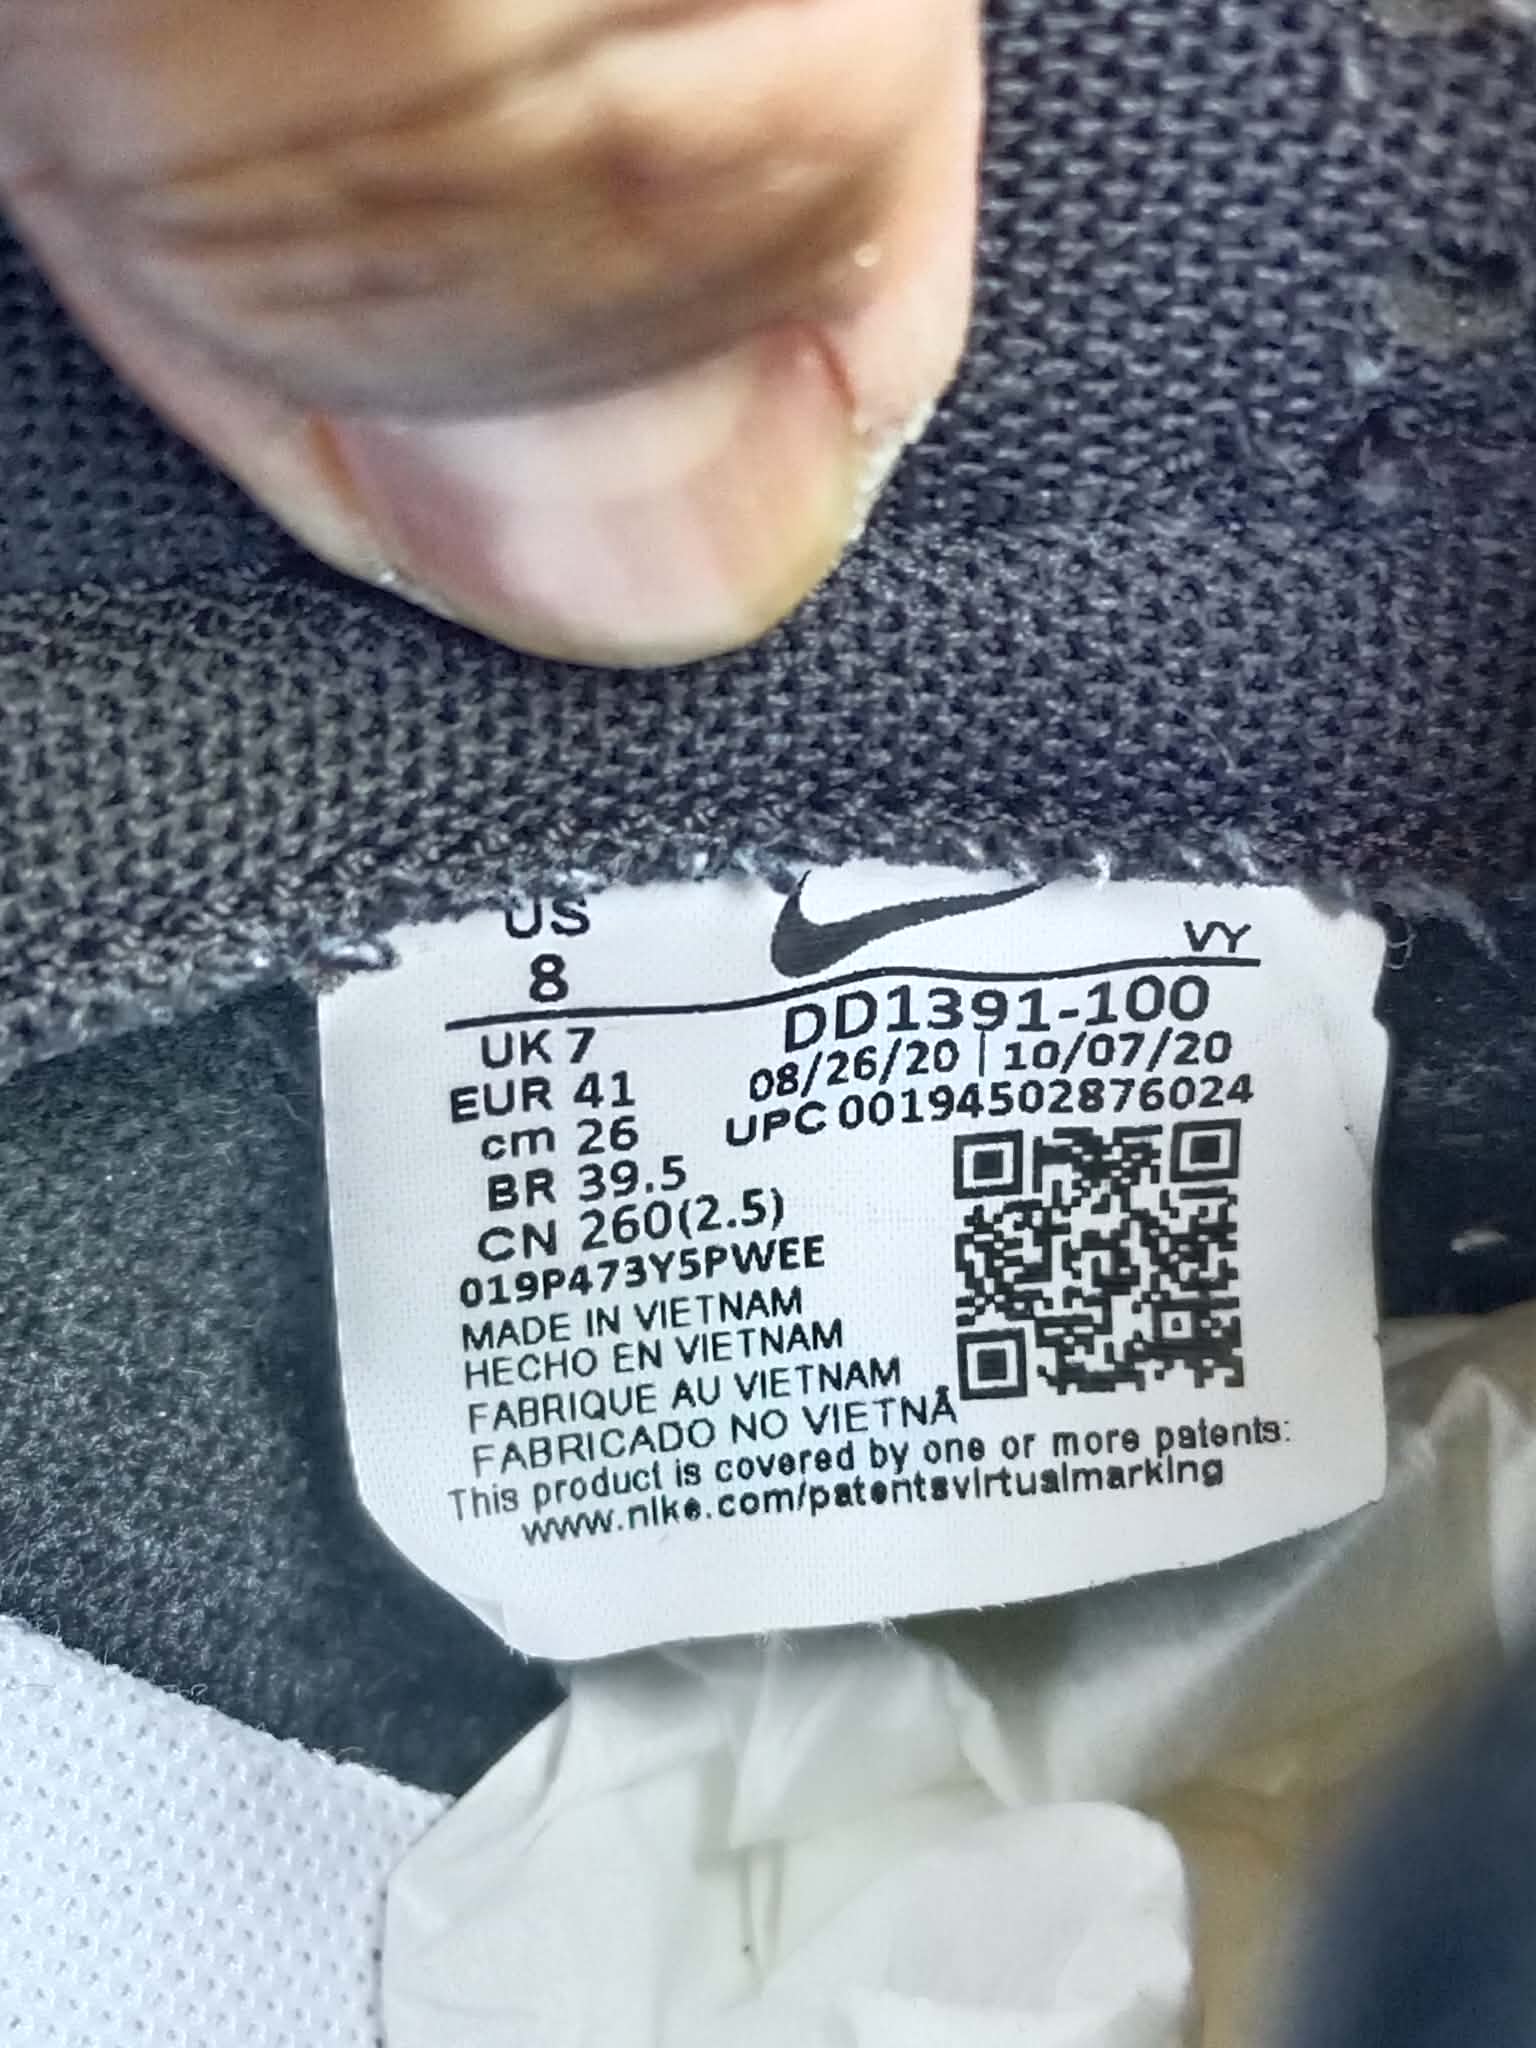 US
8
VY
UK 7
EUR 41
cm 26
BR 39.5
CN 260(2.5)
DD1391-100
08/26/20 | 10/07/20
UPC 00194502876024
019P473Y5PWEE
MADE IN VIETNAM
HECHO EN VIETNAM
FABRIQUE AU VIETNAM
FABRICADO NO VIETNÃ
This product is covered by one or more patents:
www.nike.com/patentsvirtualmarking